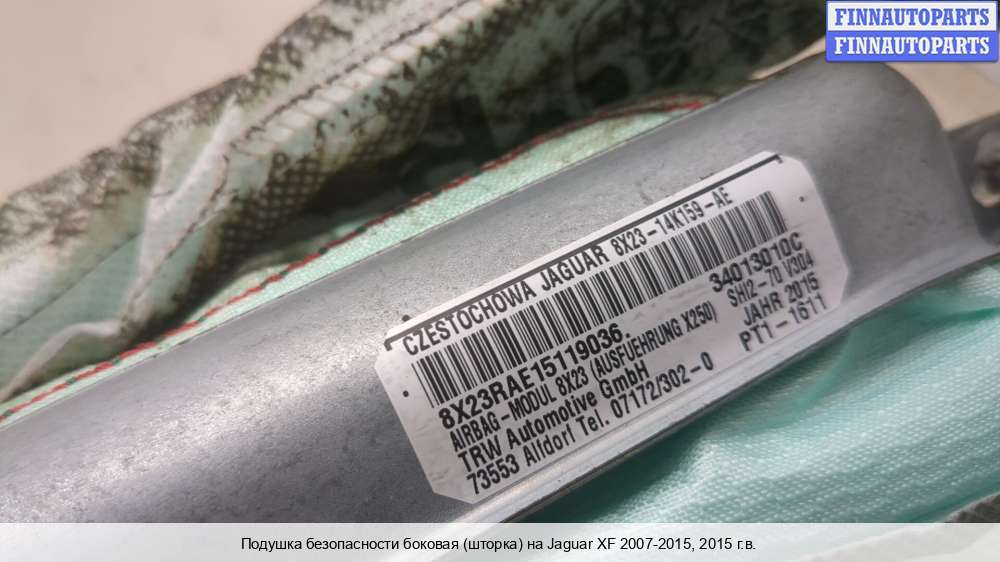 FINNAUTOPARTS
FINNAUTOPARTS
CZESTOCHOWA JAGUAR 8X23-14K159-AE
8X23RAE15119036 34013010C
AIRBAG-MODUL 8X23 (AUSFUEHRUNG X250) SHI2-70 V304
TRW Automotive GmbH JAHR 2015
73553 Alfdorf Tel. 07172/302-0 PT1-1611
Подушка безопасности боковая (шторка) на Jaguar XF 2007-2015, 2015 г.в.